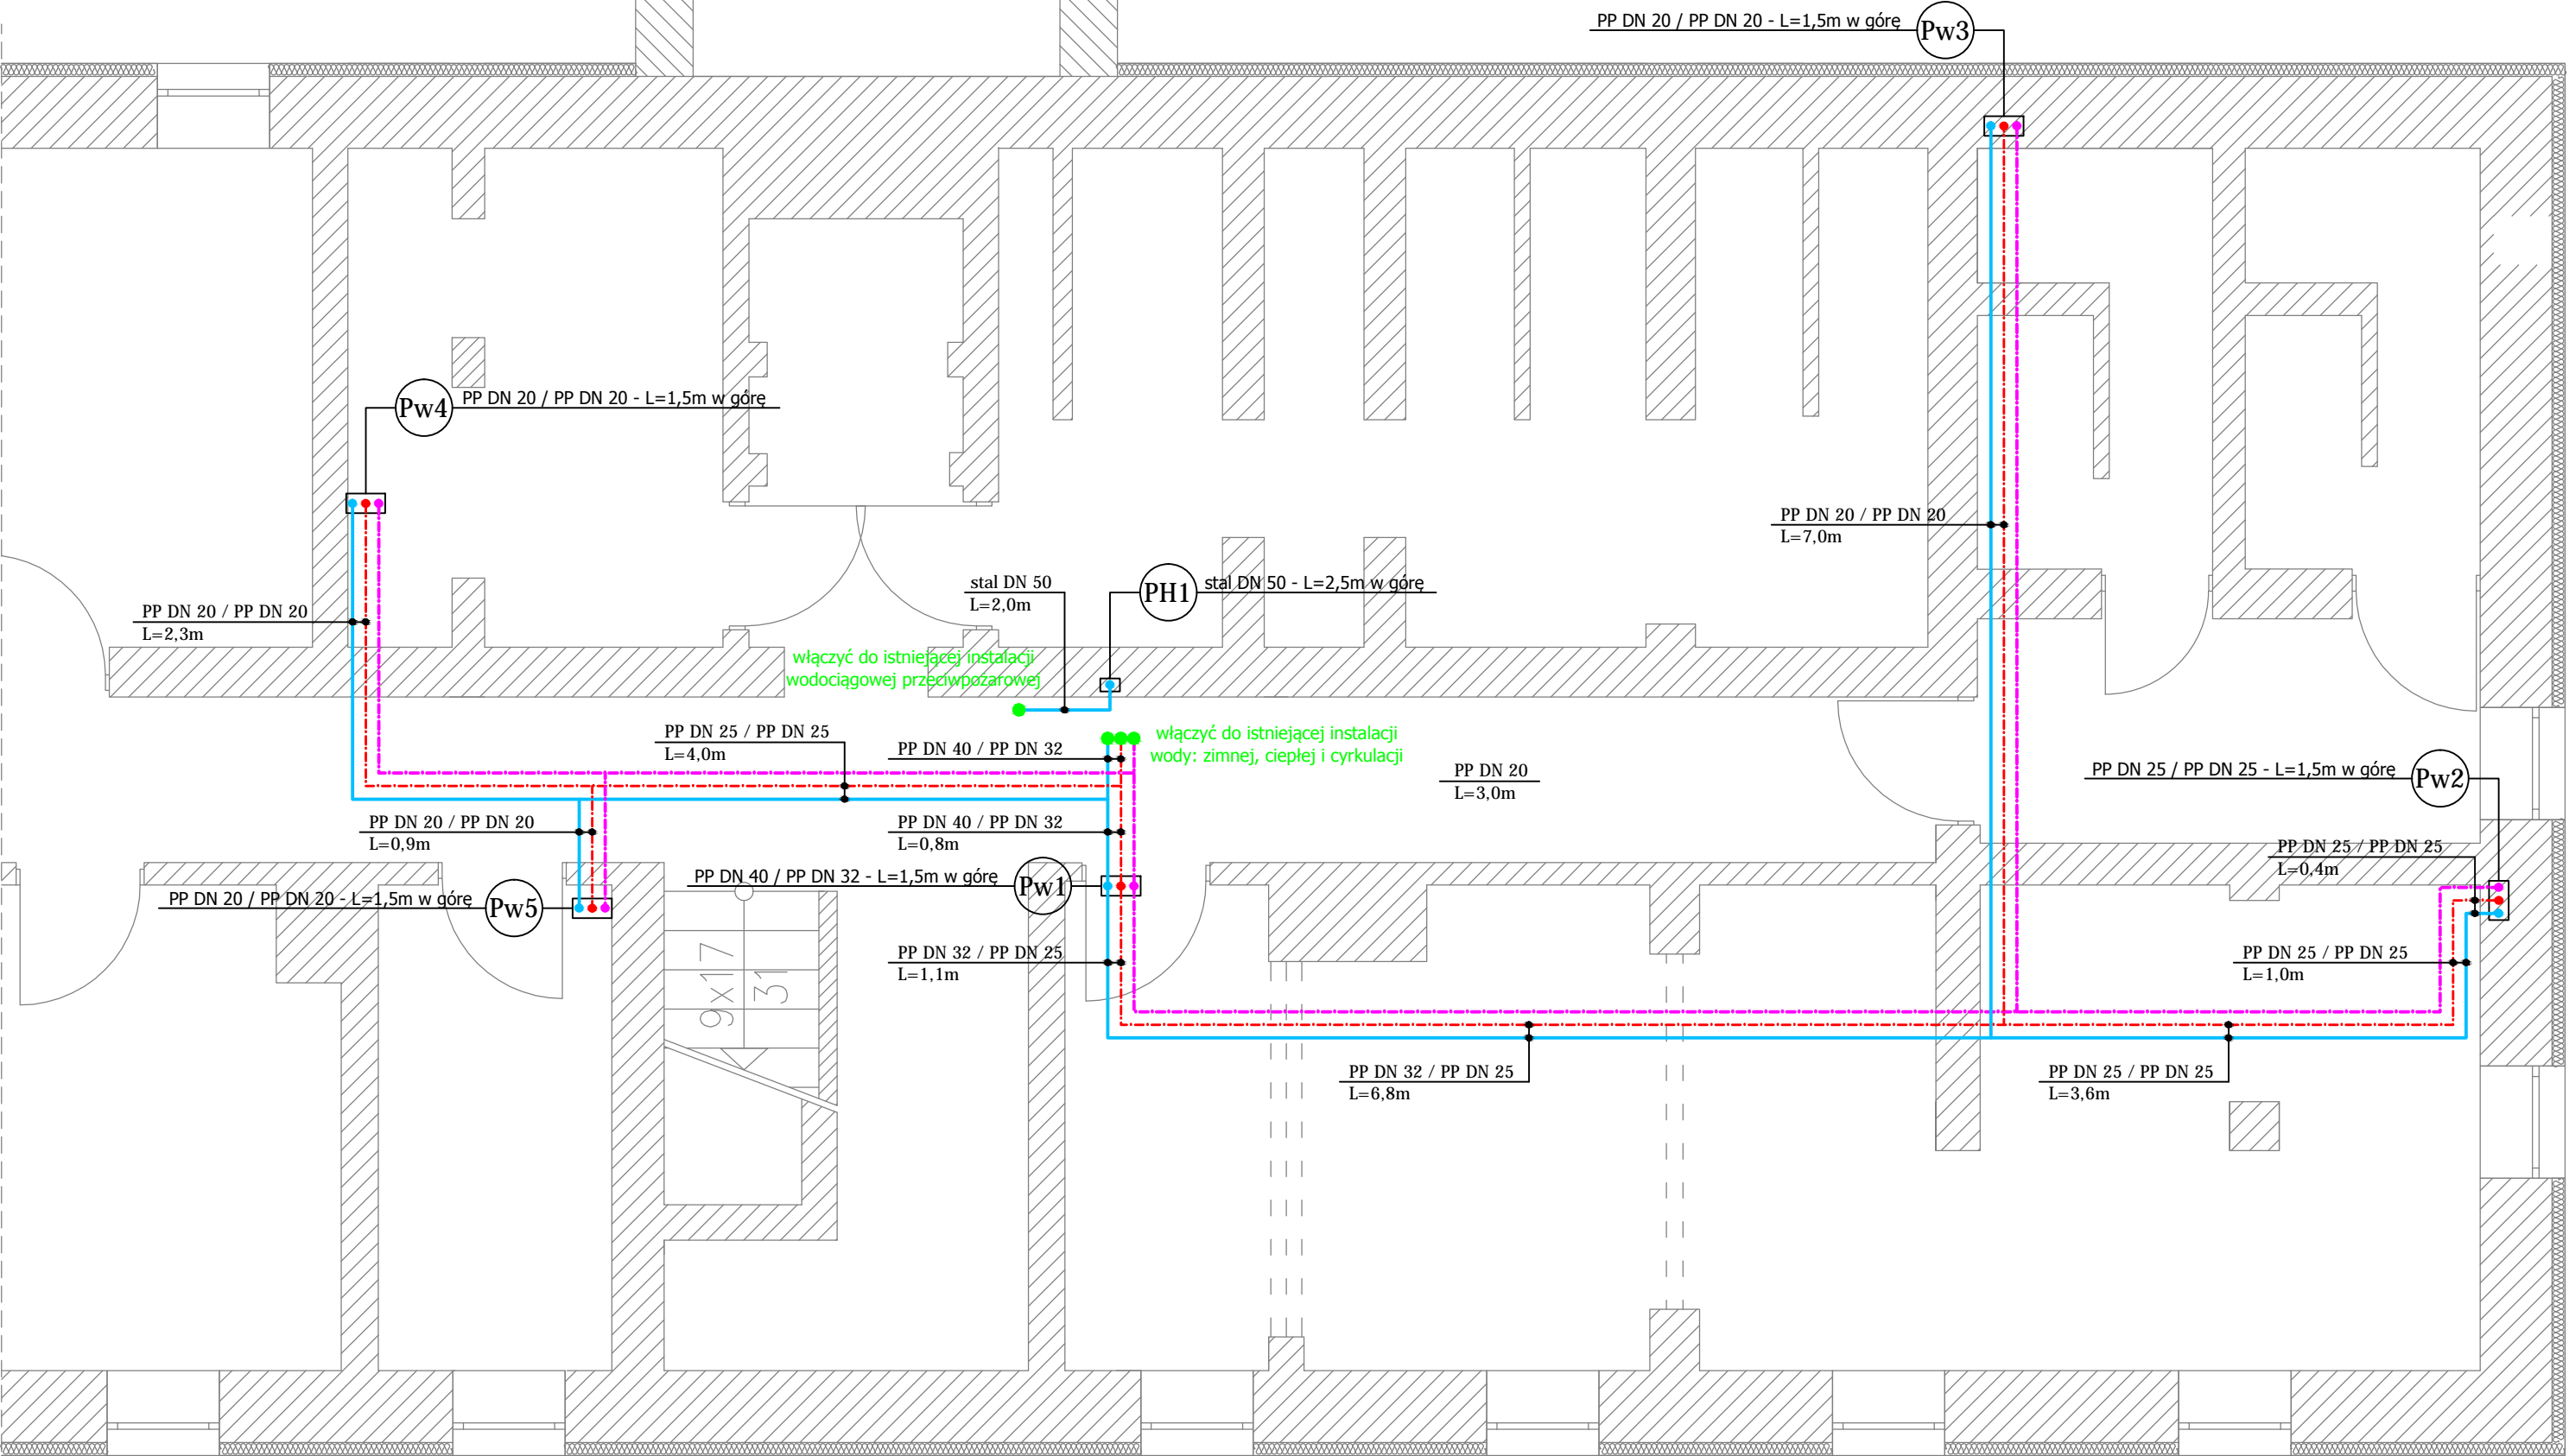 PP DN 20 / PP DN 20 - L=1,5m w górę
Pw3
Pw4
PP DN 20 / PP DN 20 - L=1,5m w górę
PP DN 20 / PP DN 20
L=7,0m
stal DN 50
L=2,0m
PH1
stal DN 50 - L=2,5m w górę
PP DN 20 / PP DN 20
L=2,3m
włączyć do istniejącej instalacji
wodociągowej przeciwpożarowej
PP DN 25 / PP DN 25
L=4,0m
PP DN 40 / PP DN 32
włączyć do istniejącej instalacji
wody: zimnej, ciepłej i cyrkulacji
PP DN 20
L=3,0m
PP DN 25 / PP DN 25 - L=1,5m w górę
Pw2
PP DN 20 / PP DN 20
L=0,9m
PP DN 40 / PP DN 32
L=0,8m
PP DN 25 / PP DN 25
L=0,4m
PP DN 40 / PP DN 32 - L=1,5m w górę
Pw1
PP DN 20 / PP DN 20 - L=1,5m w górę
Pw5
9x17
31
PP DN 32 / PP DN 25
L=1,1m
PP DN 25 / PP DN 25
L=1,0m
PP DN 32 / PP DN 25
L=6,8m
PP DN 25 / PP DN 25
L=3,6m